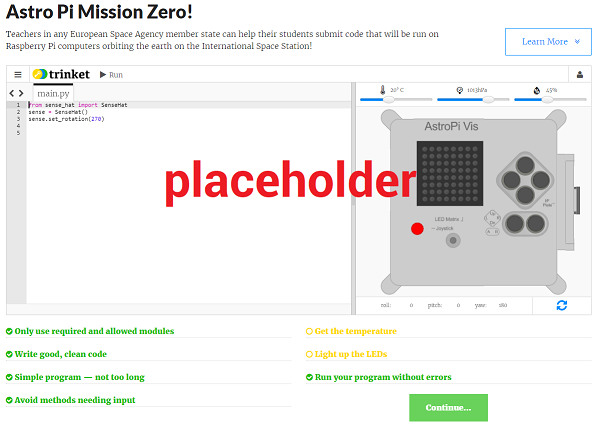 Astro Pi Mission Zero!
Teachers in any European Space Agency member state can help their students submit code that will be run on
Raspberry Pi computers orbiting the earth on the International Space Station!
Learn More
trinket
Run
main.py
20° C
1013hPa
45%
1 from sense_hat import SenseHat
2 sense = SenseHat()
3 sense.set_rotation(270)
4
5
AstroPi Vis
placeholder
LED Matrix
Joystick
A B
roll: 0 pitch: 0 yaw: 180
Only use required and allowed modules
Get the temperature
Write good, clean code
Light up the LEDs
Simple program — not too long
Run your program without errors
Avoid methods needing input
Continue...